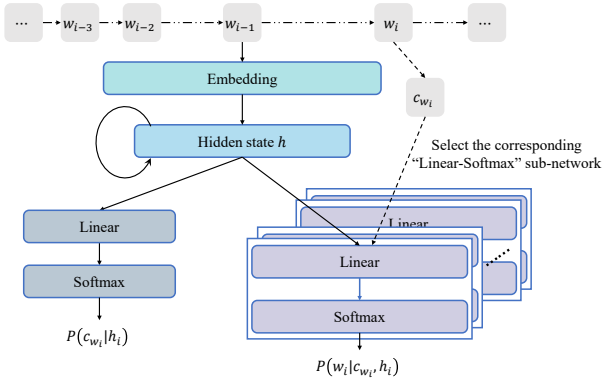 ... w_{i-3} w_{i-2} w_{i-1} w_i ...
Embedding
c_{w_i}
Hidden state h
Select the corresponding
“Linear-Softmax” sub-network
Linear
Linear
Linear
Softmax
Softmax
P(c_{w_i}|h_i)
P(w_i|c_{w_i}, h_i)